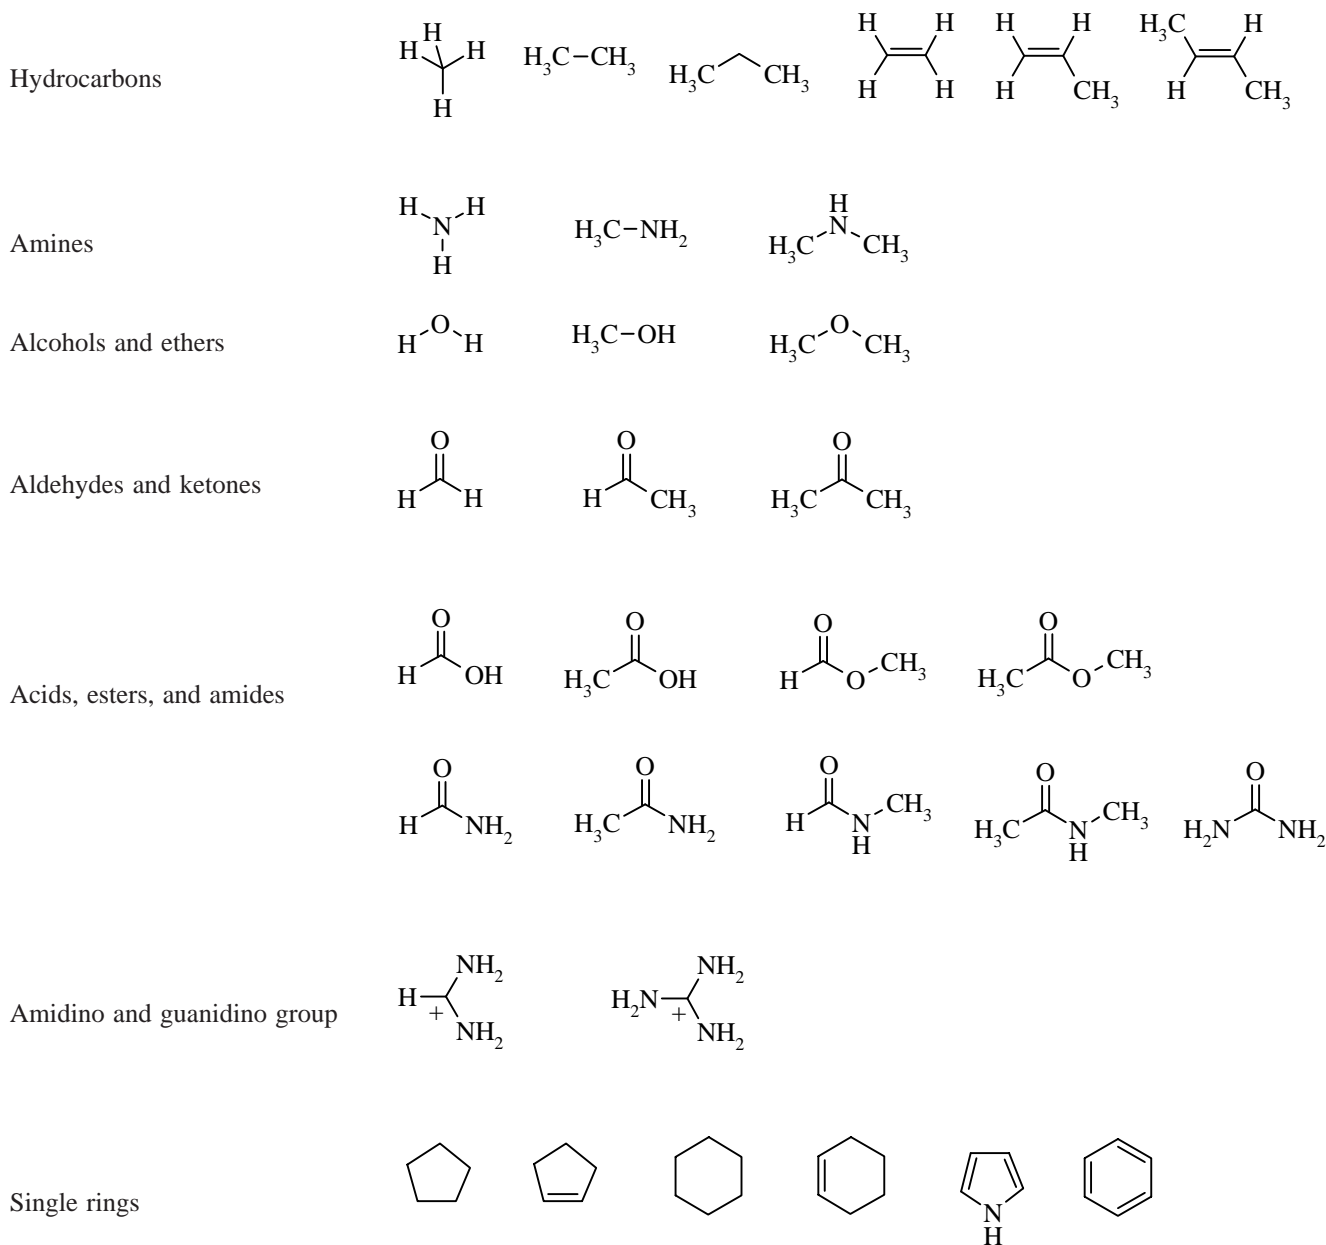 Hydrocarbons
H H H H
H₃C CH₃
H₃C CH₃
H H H H
H H H CH₃
H₃C H H CH₃
Amines
H N H H
H₃C NH₂
H₃C N H CH₃
Alcohols and ethers
H O H
H₃C OH
H₃C O CH₃
Aldehydes and ketones
O H H
O H CH₃
O H₃C CH₃
Acids, esters, and amides
O H OH
O H₃C OH
O H O CH₃
O H₃C O CH₃
O H NH₂
O H₃C NH₂
O H N H CH₃
O H₃C N H CH₃
O H₂N NH₂
Amidino and guanidino group
H + NH₂ NH₂
H₂N + NH₂ NH₂
Single rings
N H